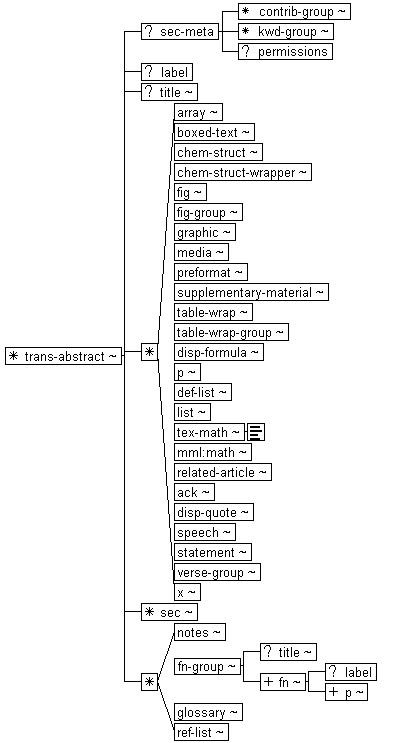 ? sec-meta
* contrib-group ~
* kwd-group ~
? permissions
? label
? title ~
array ~
boxed-text ~
chem-struct ~
chem-struct-wrapper ~
fig ~
fig-group ~
graphic ~
media ~
preformat ~
supplementary-material ~
table-wrap ~
table-wrap-group ~
* trans-abstract ~
*
disp-formula ~
p ~
def-list ~
list ~
tex-math ~
mml:math ~
related-article ~
ack ~
disp-quote ~
speech ~
statement ~
verse-group ~
x ~
* sec ~
*
notes ~
fn-group ~
? title ~
+ fn ~
? label
+ p ~
glossary ~
ref-list ~